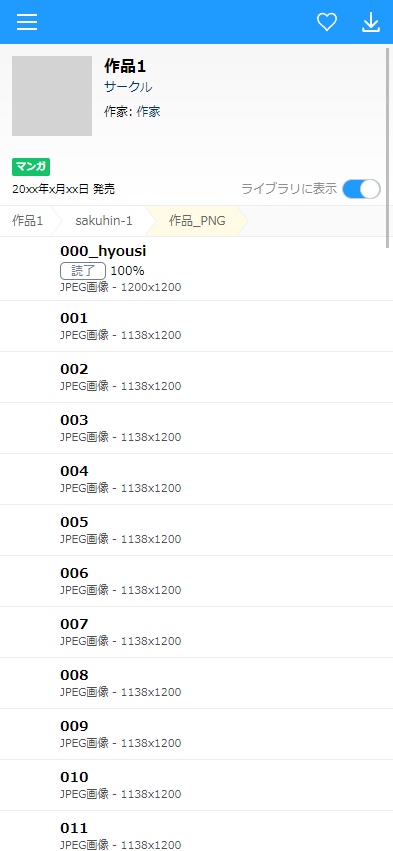 作品1
サークル
作家: 作家
マンガ
20xx年x月xx日 発売
ライブラリに表示
作品1 sakuhin-1 作品_PNG
000_hyousi
読了 100%
JPEG画像 - 1200x1200
001
JPEG画像 - 1138x1200
002
JPEG画像 - 1138x1200
003
JPEG画像 - 1138x1200
004
JPEG画像 - 1138x1200
005
JPEG画像 - 1138x1200
006
JPEG画像 - 1138x1200
007
JPEG画像 - 1138x1200
008
JPEG画像 - 1138x1200
009
JPEG画像 - 1138x1200
010
JPEG画像 - 1138x1200
011
JPEG画像 - 1138x1200